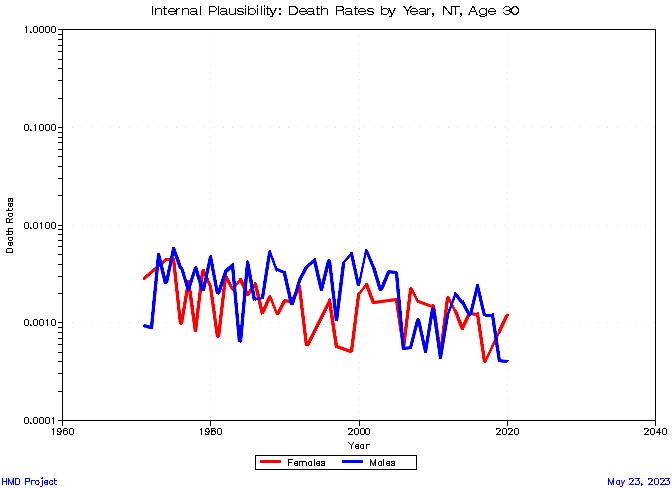 Internal Plausibility: Death Rates by Year, NT, Age 30
1.0000
0.1000
0.0100
0.0010
0.0001
Death Rates
1960 1980 2000 2020 2040
Year
Females Males
HMD Project May 23, 2023